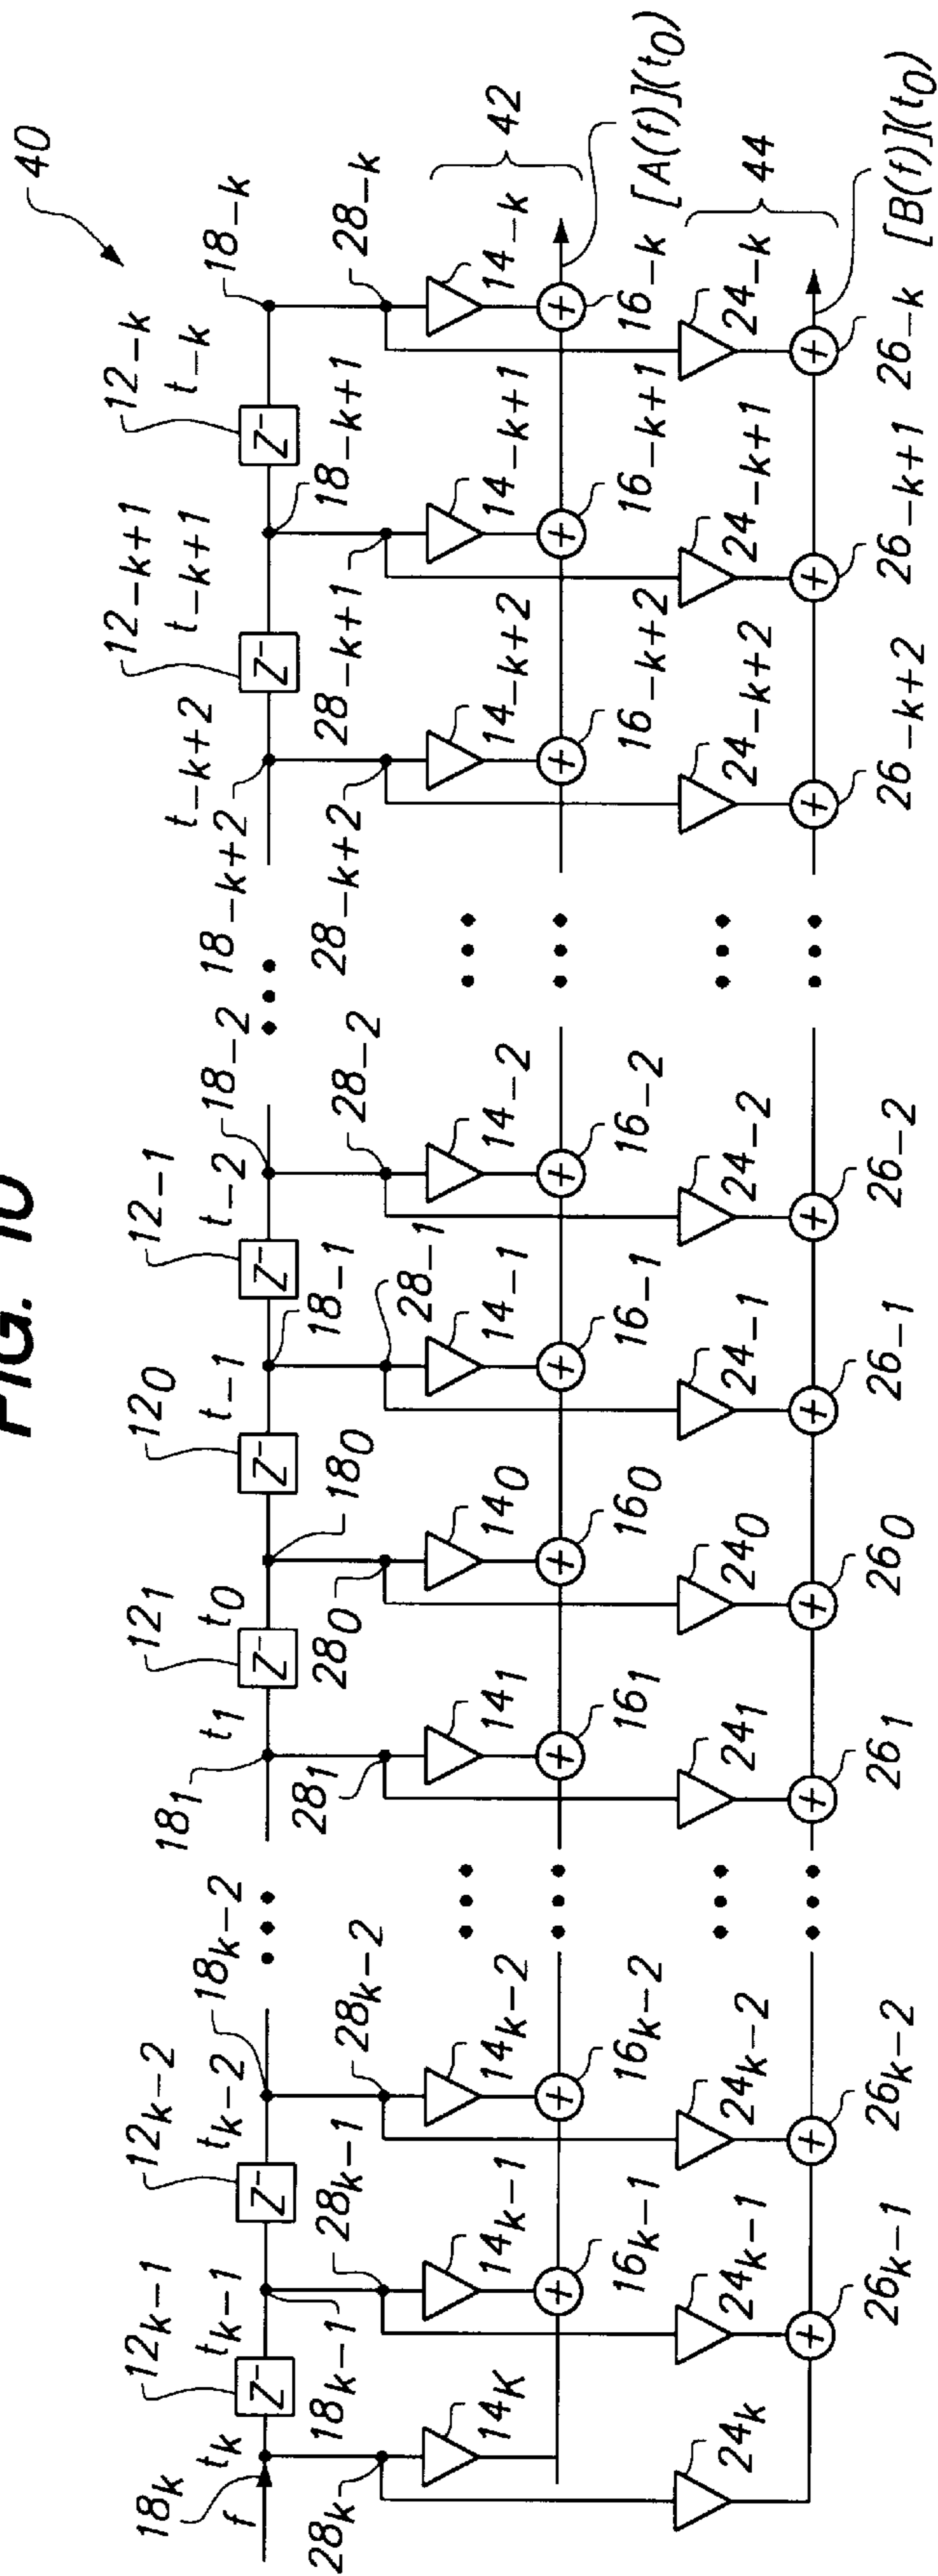 FIG. 10
40
12k-1 12k-2 121 120 12-1 12-k+1 12-k
18k tk tk-1 tk-2 18k-2 181 t1 t0 t-1 t-2 18-2 18-k+2 t-k+2 t-k+1 t-k 18-k
f Z- Z- Z- Z- Z- Z- Z-
18k-1 180 18-1 18-k+1
28k 28k-1 28k-2 281 280 28-1 28-2 28-k+2 28-k+1 28-k
14K 14k-1 14k-2 141 140 14-1 14-2 14-k+2 14-k+1 14-k 42
+ + + + + + + + +
16k-1 16k-2 161 160 16-1 16-2 16-k+2 16-k+1 16-k [A(f)](t0)
24k 24k-1 24k-2 241 240 24-1 24-2 24-k+2 24-k+1 24-k 44
+ + + + + + + + +
26k-1 26k-2 261 260 26-1 26-2 26-k+2 26-k+1 26-k [B(f)](t0)